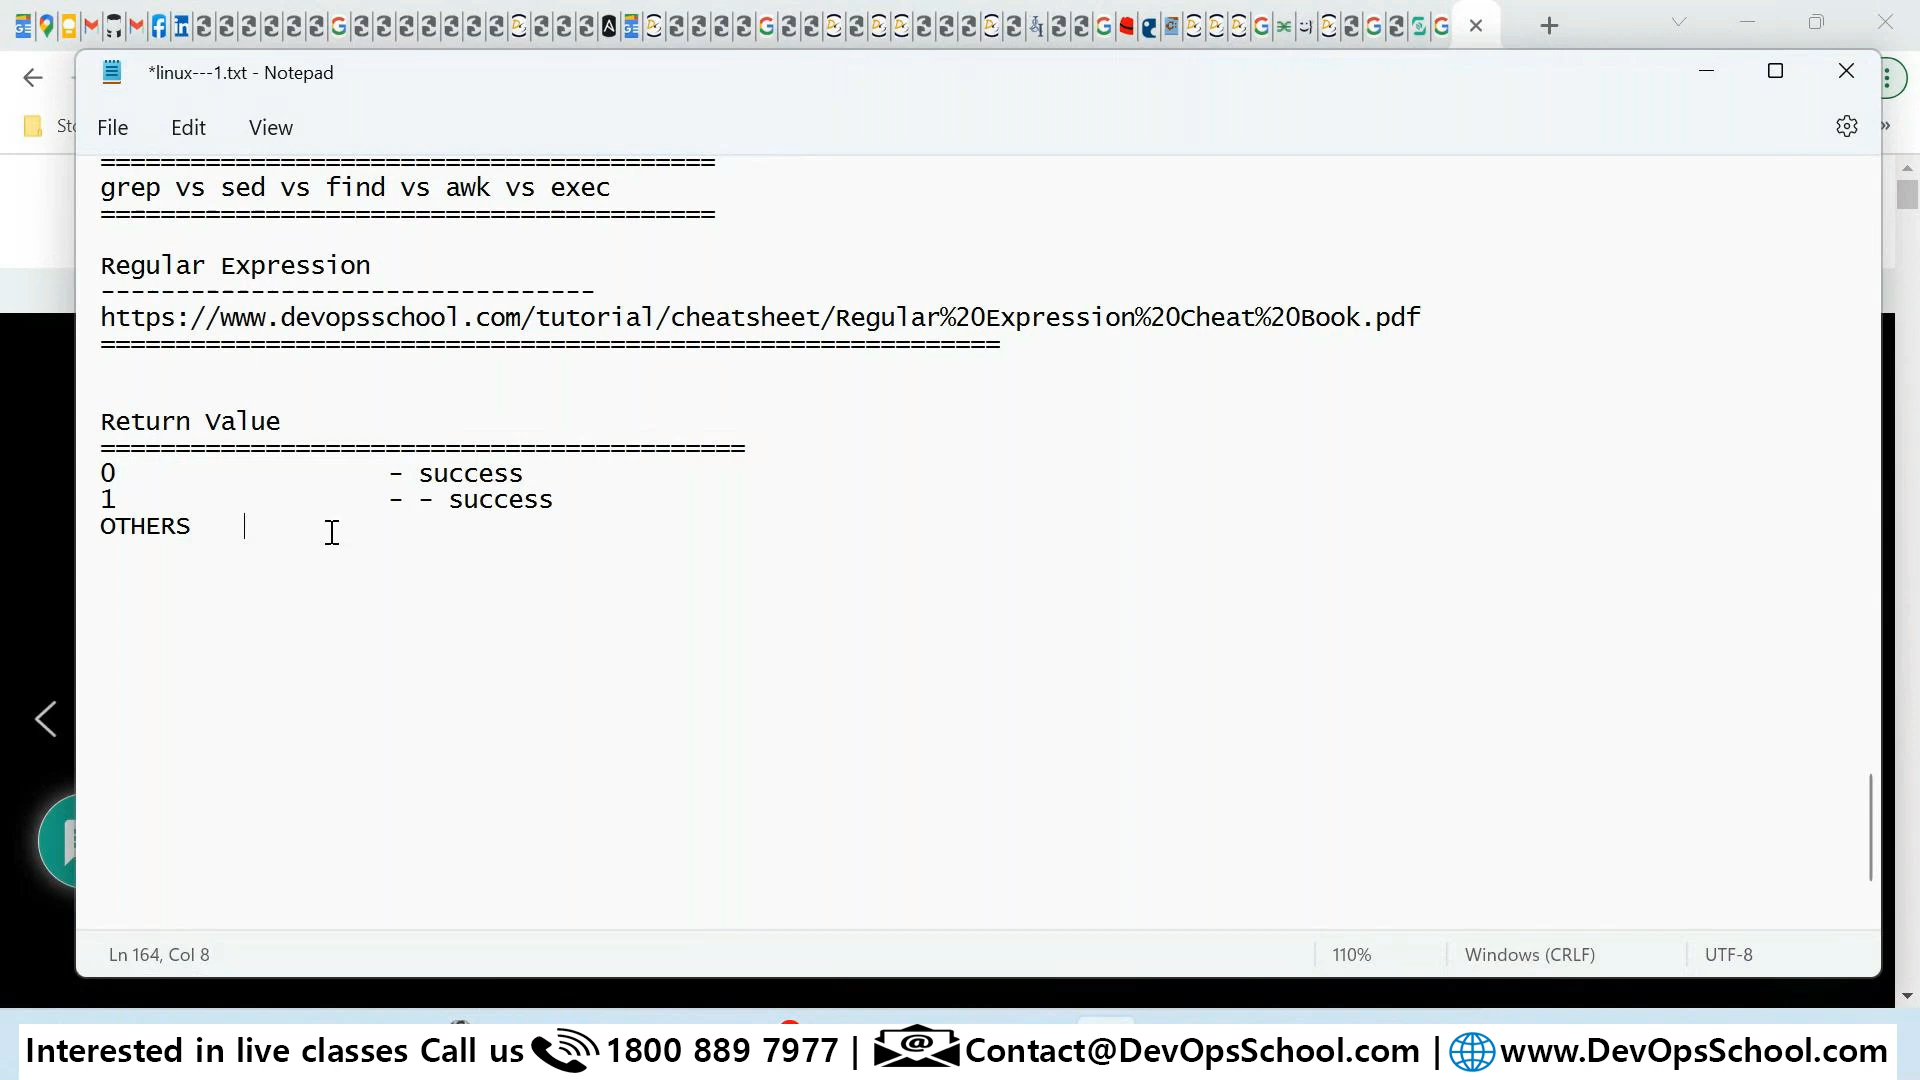 *linux---1.txt - Notepad
File Edit View
=========================================
grep vs sed vs find vs awk vs exec
=========================================
Regular Expression
---------------------------------
https://www.devopsschool.com/tutorial/cheatsheet/Regular%20Expression%20Cheat%20Book.pdf
============================================================
Return Value
===========================================
0 - success
1 - - success
OTHERS
Ln 164, Col 8 110% Windows (CRLF) UTF-8
Interested in live classes Call us 1800 889 7977 | Contact@DevOpsSchool.com | www.DevOpsSchool.com